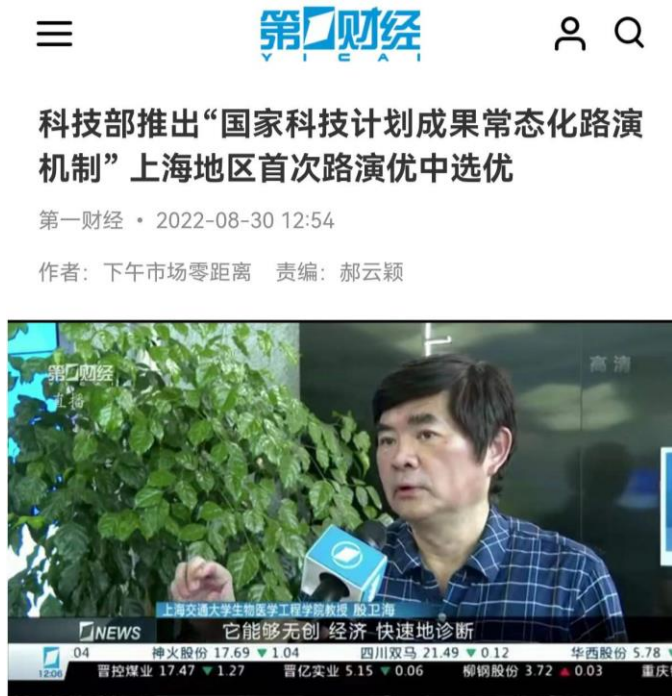 第一财经
YICAI
科技部推出“国家科技计划成果常态化路演
机制” 上海地区首次路演优中选优
第一财经 • 2022-08-30 12:54
作者： 下午市场零距离 责编： 郝云颖
第一财经
直播
高清
上海交通大学生物医学工程学院教授 殷卫海
NEWS
它能够无创 经济 快速地诊断
04 神火股份 17.69 ▼ 1.04 四川双马 21.49 ▼ 0.12 华西股份 5.78 ▼
12:06 晋控煤业 17.47 ▼ 1.27 晋亿实业 5.15 ▼ 0.06 柳钢股份 3.72 ▲ 0.03 重庆